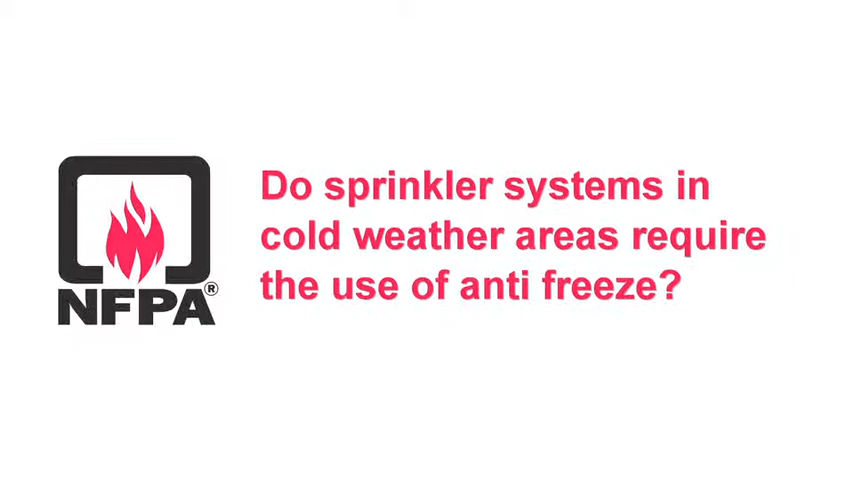 Do sprinkler systems in
cold weather areas require
the use of anti freeze?
NFPA®